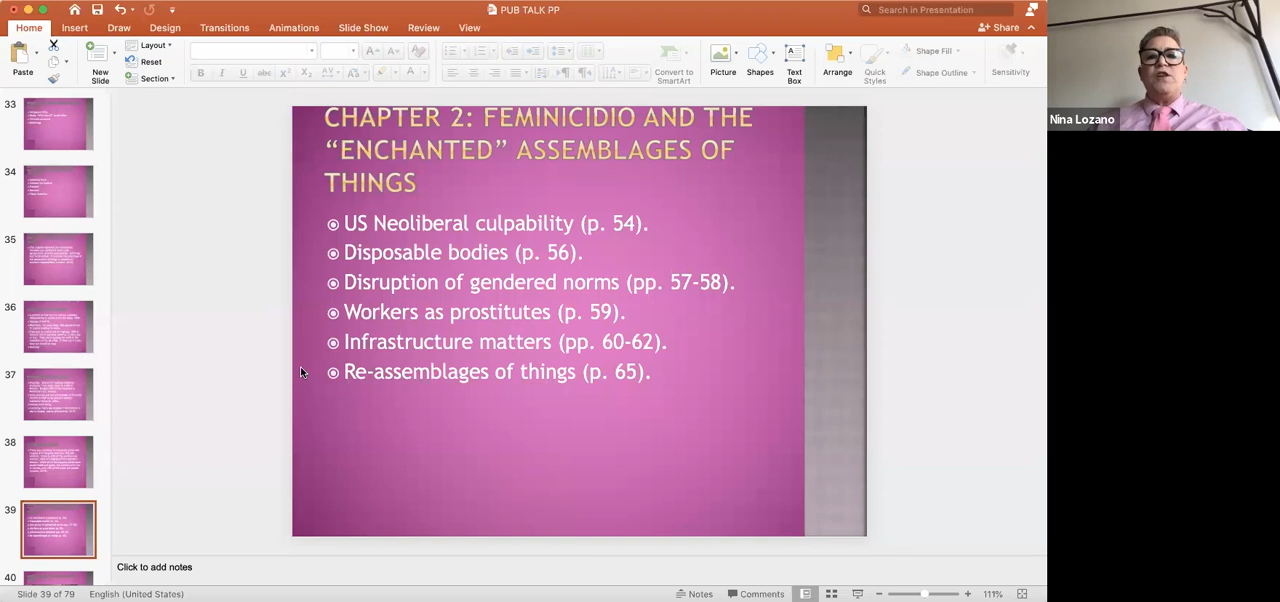 PUB TALK PP
Search in Presentation
Home Insert Draw Design Transitions Animations Slide Show Review View
Share
Paste
New
Slide
Layout
Reset
Section
B I U abc X² X₂ AV Aa
Convert to
SmartArt
Picture
Shapes
Text
Box
Arrange
Quick
Styles
Shape Fill
Shape Outline
Sensitivity
Nina Lozano
33
34
35
36
37
38
39
40
CHAPTER 2: FEMINICIDIO AND THE
“ENCHANTED” ASSEMBLAGES OF
THINGS
US Neoliberal culpability (p. 54).
Disposable bodies (p. 56).
Disruption of gendered norms (pp. 57-58).
Workers as prostitutes (p. 59).
Infrastructure matters (pp. 60-62).
Re-assemblages of things (p. 65).
Click to add notes
Slide 39 of 79 English (United States) Notes Comments 111%